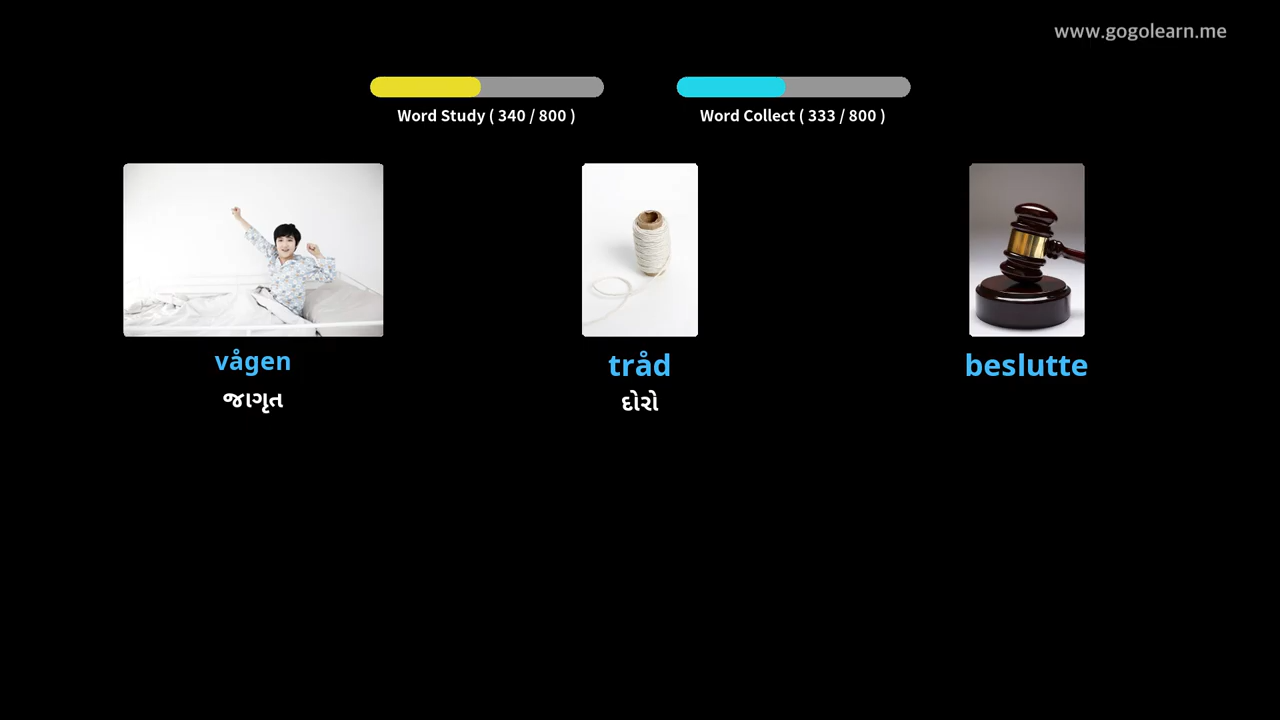 www.gogolearn.me
Word Study ( 340 / 800 )
Word Collect ( 333 / 800 )
vågen
જાગૃત
tråd
દોરો
beslutte